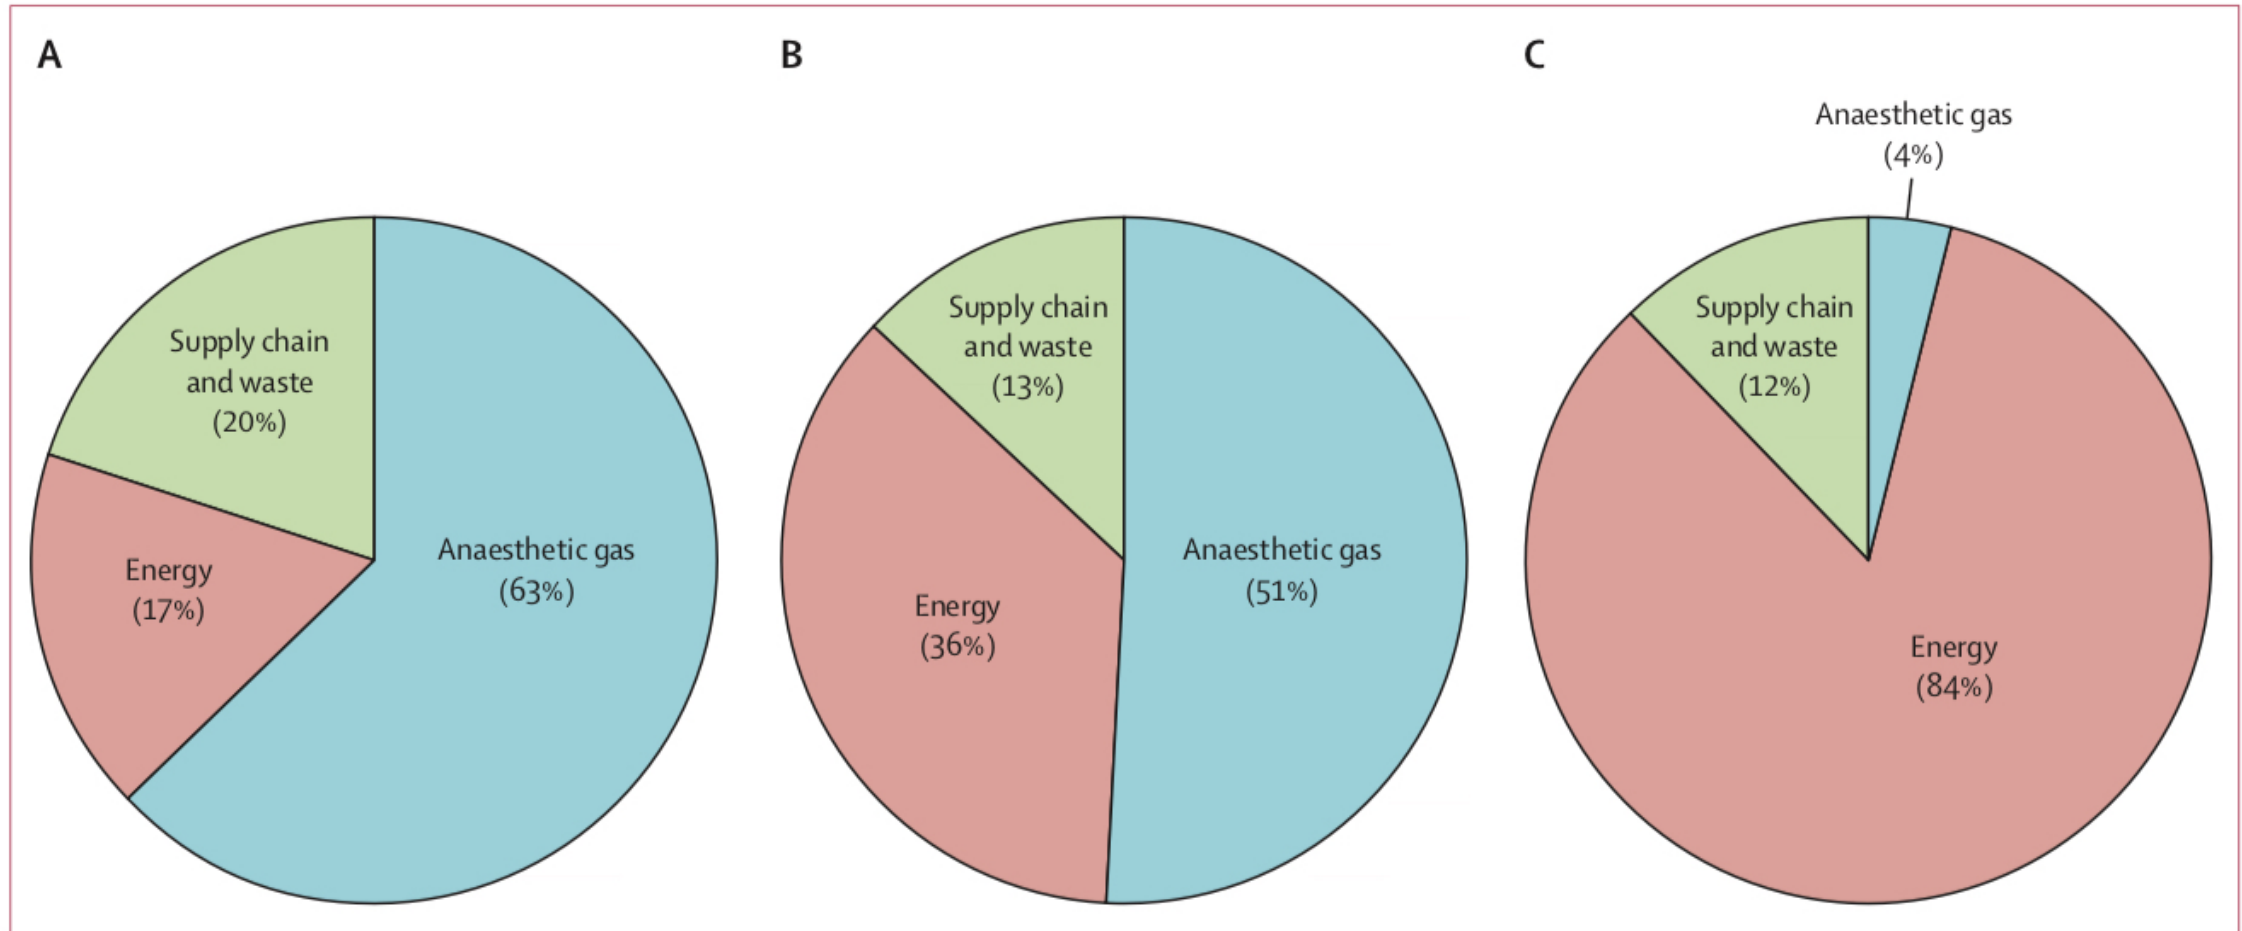 A
Supply chain
and waste
(20%)
Energy
(17%)
Anaesthetic gas
(63%)
B
Supply chain
and waste
(13%)
Energy
(36%)
Anaesthetic gas
(51%)
C
Anaesthetic gas
(4%)
Supply chain
and waste
(12%)
Energy
(84%)